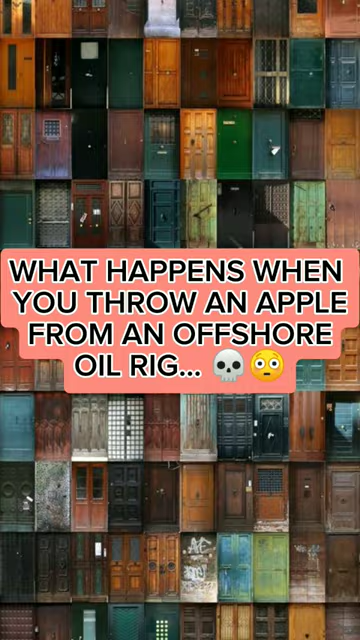 WHAT HAPPENS WHEN
YOU THROW AN APPLE
FROM AN OFFSHORE
OIL RIG... 💀😳